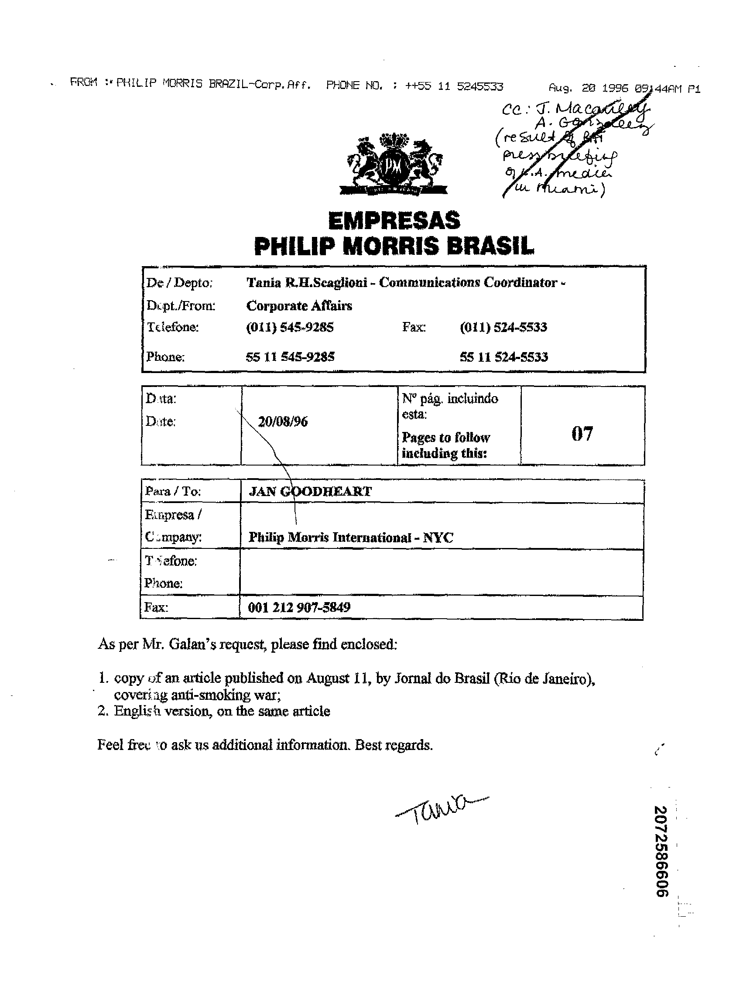 FROM : PHILIP MORRIS BRAZIL-Corp.Aff. PHONE NO. : ++55 11 5245533 Aug. 20 1996 09:44AM P1
cc: J. Macauley
A. Gonzalez
(result of
press briefing
of L.A. media
in Miami)
PM
EMPRESAS
PHILIP MORRIS BRASIL
De / Depto: Tania R.H.Scaglioni - Communications Coordinator -
Dept./From: Corporate Affairs
Telefone: (011) 545-9285 Fax: (011) 524-5533
Phone: 55 11 545-9285 55 11 524-5533
Data: Nº pág. incluindo
esta:
Date: 20/08/96
Pages to follow
including this: 07
Para / To: JAN GOODHEART
Empresa /
Company: Philip Morris International - NYC
Telefone:
Phone:
Fax: 001 212 907-5849
As per Mr. Galan's request, please find enclosed:
1. copy of an article published on August 11, by Jornal do Brasil (Rio de Janeiro),
covering anti-smoking war;
2. English version, on the same article
Feel free to ask us additional information. Best regards.
Tania
2072586606